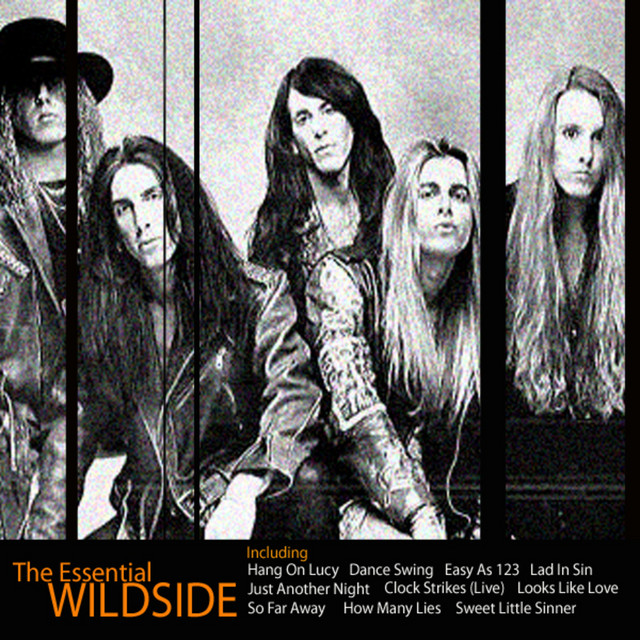 The Essential
WILDSIDE
Including
Hang On Lucy Dance Swing Easy As 123 Lad In Sin
Just Another Night Clock Strikes (Live) Looks Like Love
So Far Away How Many Lies Sweet Little Sinner